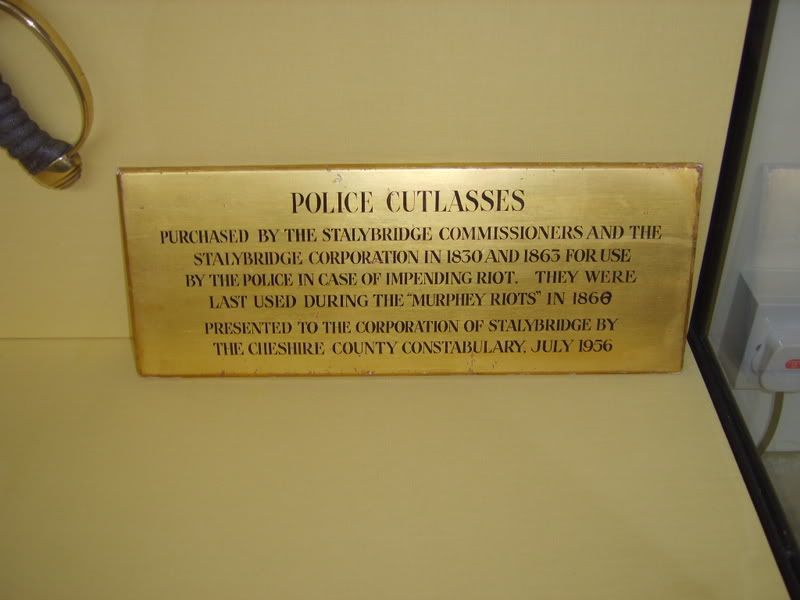 POLICE CUTLASSES
PURCHASED BY THE STALYBRIDGE COMMISSIONERS AND THE
STALYBRIDGE CORPORATION IN 1830 AND 1863 FOR USE
BY THE POLICE IN CASE OF IMPENDING RIOT. THEY WERE
LAST USED DURING THE "MURPHEY RIOTS" IN 1866
PRESENTED TO THE CORPORATION OF STALYBRIDGE BY
THE CHESHIRE COUNTY CONSTABULARY, JULY 1956